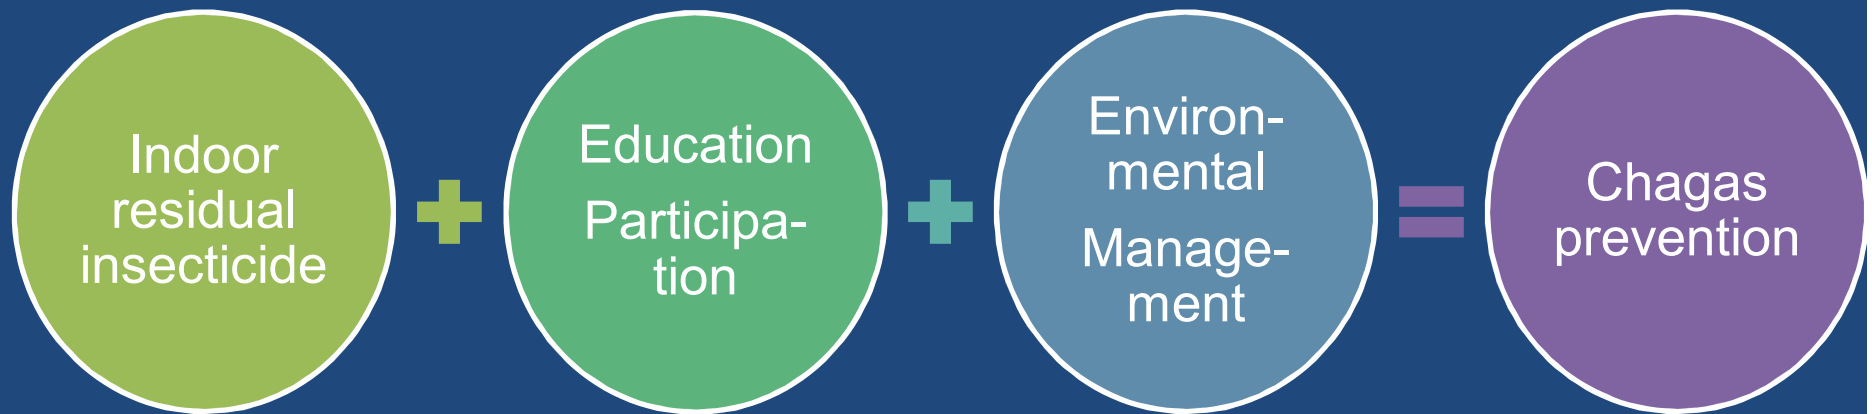 Indoor
residual
insecticide
Education
Participa-
tion
Environ-
mental
Manage-
ment
Chagas
prevention